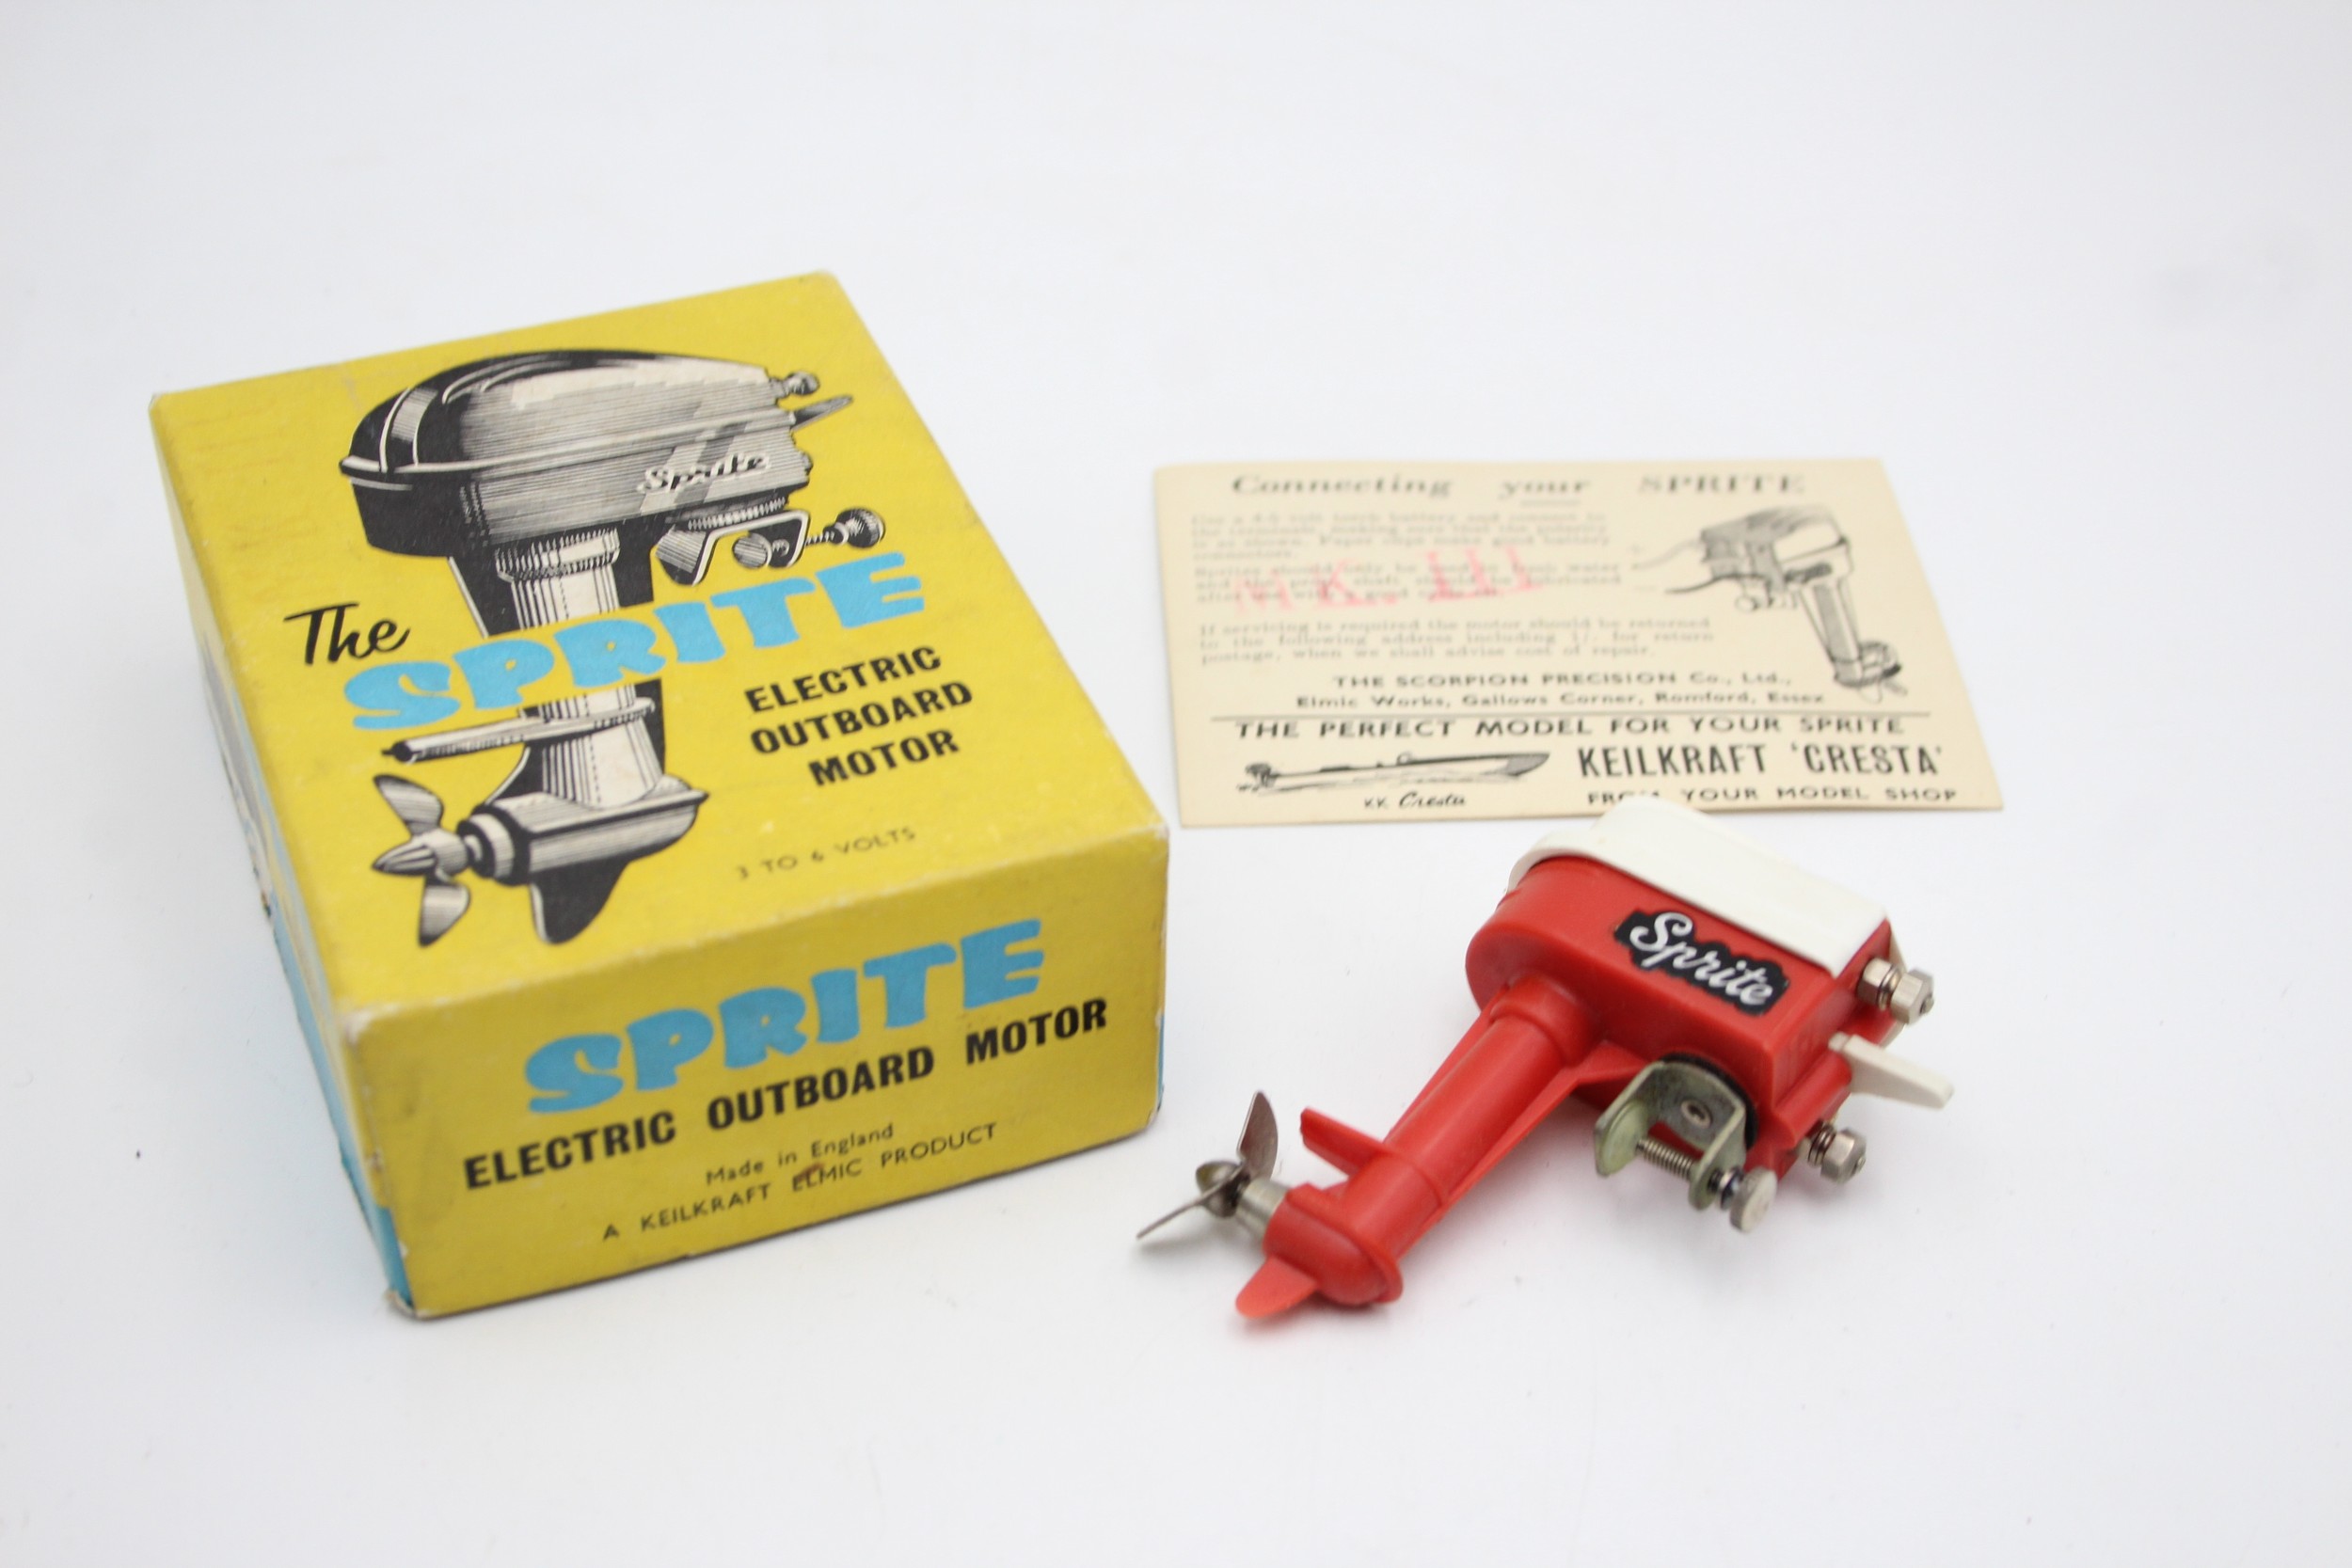 Sprite
The
SPRITE
ELECTRIC
OUTBOARD
MOTOR
3 TO 6 VOLTS
SPRITE
ELECTRIC OUTBOARD MOTOR
Made in England
A KEILKRAFT ELMIC PRODUCT
Connecting your SPRITE
MK. III
If servicing is required the motor should be returned
to the following address including 1/- for return
postage, when we shall advise cost of repair.
THE SCORPION PRECISION Co., Ltd.,
Elmic Works, Gallows Corner, Romford, Essex
THE PERFECT MODEL FOR YOUR SPRITE
KEILKRAFT 'CRESTA'
KK Cresta
FROM YOUR MODEL SHOP
Sprite